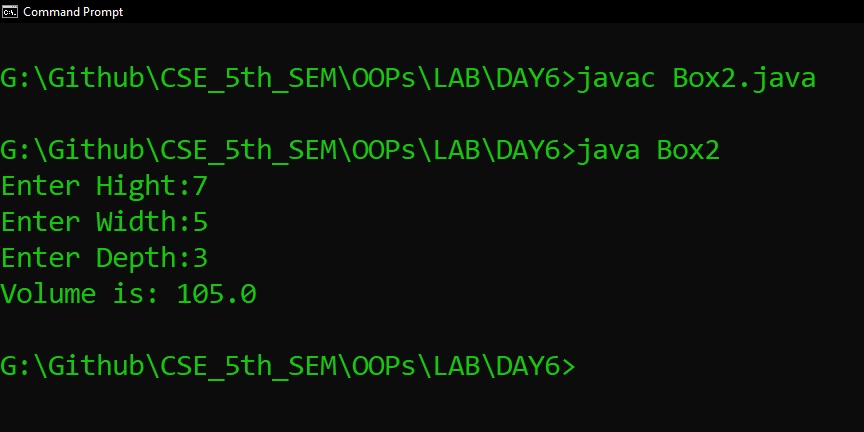 Command Prompt
G:\Github\CSE_5th_SEM\OOPs\LAB\DAY6>javac Box2.java
G:\Github\CSE_5th_SEM\OOPs\LAB\DAY6>java Box2
Enter Hight:7
Enter Width:5
Enter Depth:3
Volume is: 105.0
G:\Github\CSE_5th_SEM\OOPs\LAB\DAY6>